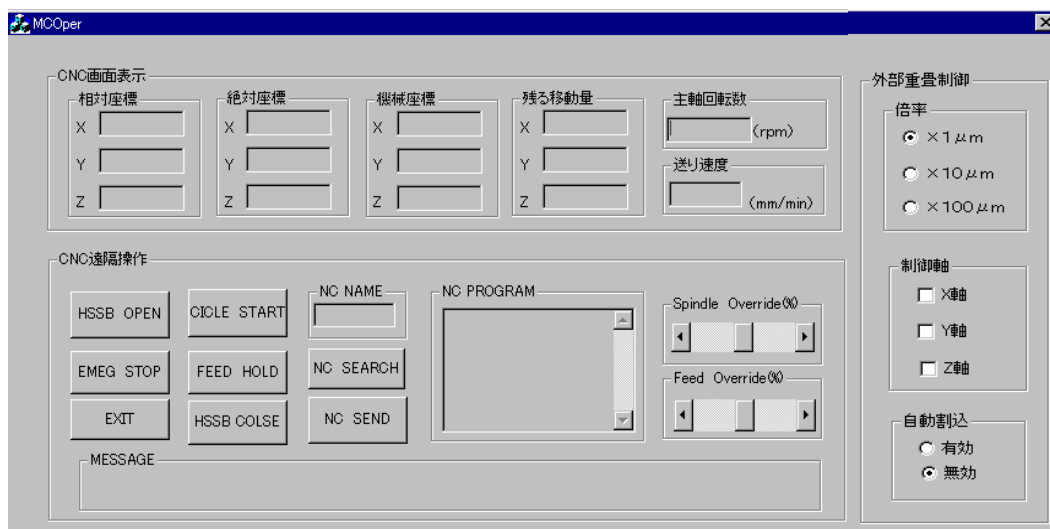 MCOper
CNC画面表示
相対座標
X
Y
Z
絶対座標
X
Y
Z
機械座標
X
Y
Z
残る移動量
X
Y
Z
主軸回転数
(rpm)
送り速度
(mm/min)
CNC遠隔操作
HSSB OPEN
CICLE START
EMEG STOP
FEED HOLD
EXIT
HSSB COLSE
NC NAME
NC SEARCH
NC SEND
NC PROGRAM
Spindle Override(%)
Feed Override(%)
MESSAGE
外部重畳制御
倍率
×1μm
×10μm
×100μm
制御軸
X軸
Y軸
Z軸
自動割込
有効
無効